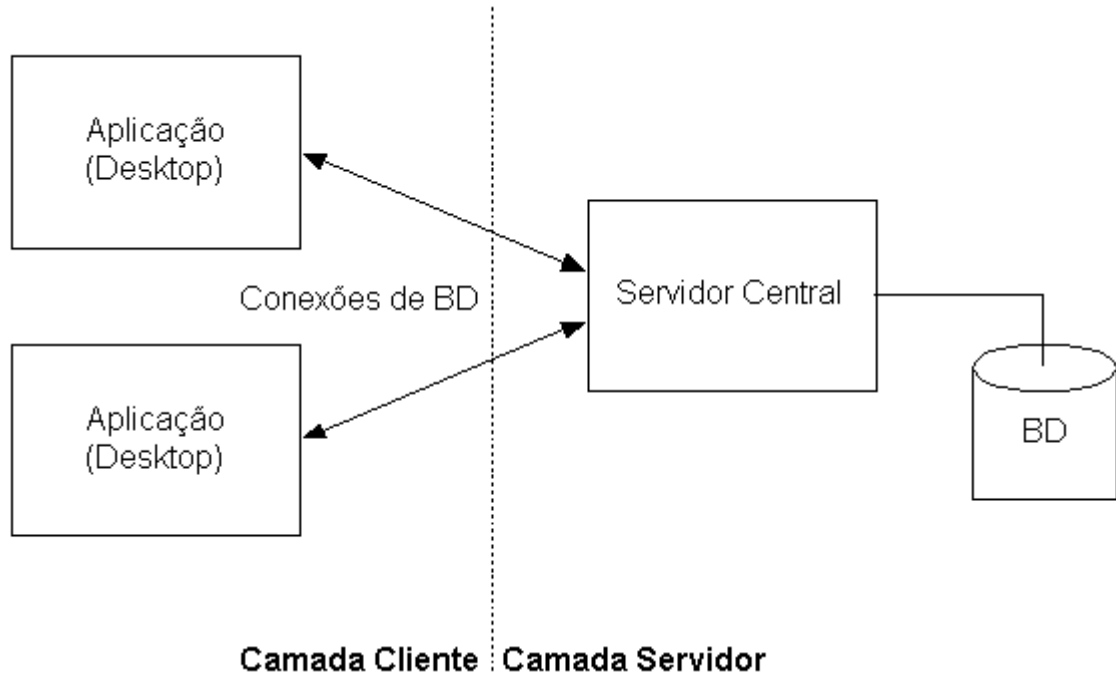 Aplicação
(Desktop)
Servidor Central
Conexões de BD
Aplicação
(Desktop)
BD
Camada Cliente
Camada Servidor